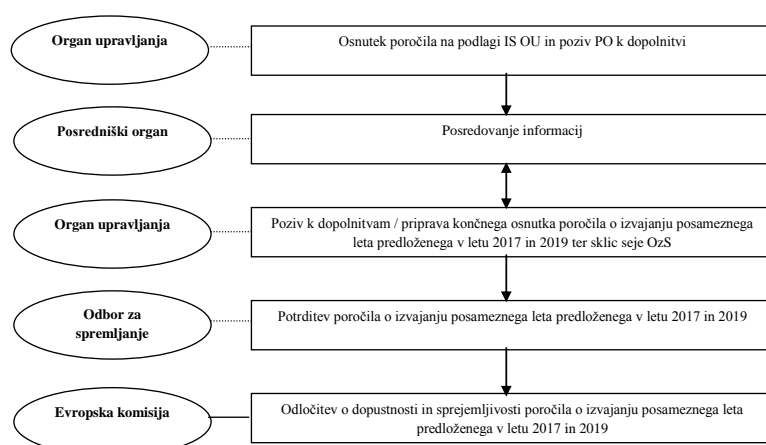 Organ upravljanja
Osnutek poročila na podlagi IS OU in poziv PO k dopolnitvi
Posredniški organ
Posredovanje informacij
Organ upravljanja
Poziv k dopolnitvam / priprava končnega osnutka poročila o izvajanju posameznega
leta predloženega v letu 2017 in 2019 ter sklic seje OzS
Odbor za
spremljanje
Potrditev poročila o izvajanju posameznega leta predloženega v letu 2017 in 2019
Evropska komisija
Odločitev o dopustnosti in sprejemljivosti poročila o izvajanju posameznega leta
predloženega v letu 2017 in 2019